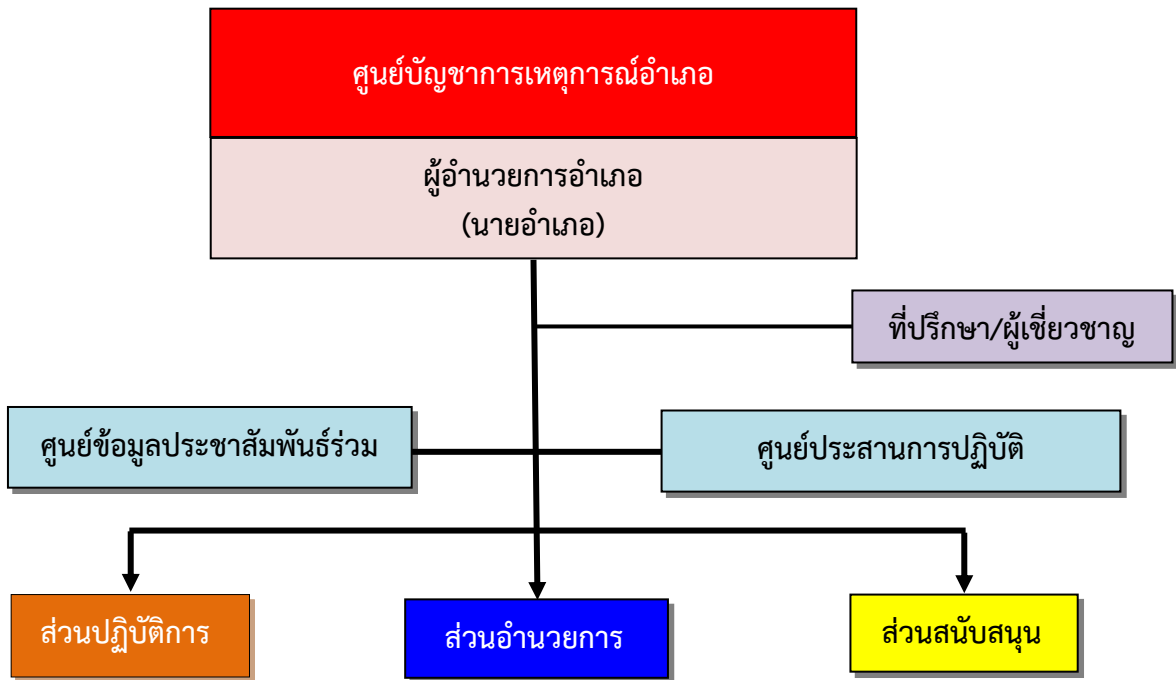 ศูนย์บัญชาการเหตุการณ์อำเภอ
ผู้อำนวยการอำเภอ
(นายอำเภอ)
ที่ปรึกษา/ผู้เชี่ยวชาญ
ศูนย์ข้อมูลประชาสัมพันธ์ร่วม
ศูนย์ประสานการปฏิบัติ
ส่วนปฏิบัติการ
ส่วนอำนวยการ
ส่วนสนับสนุน